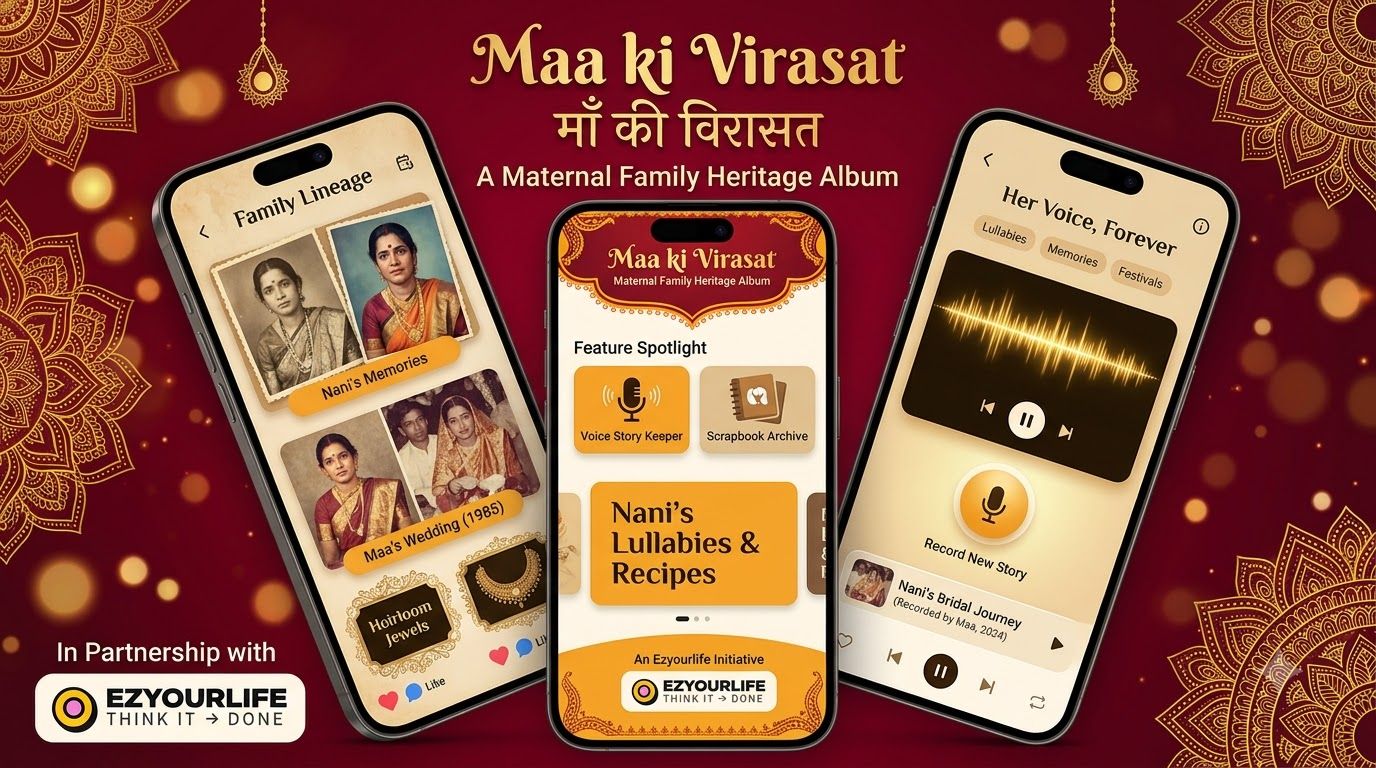 Maa ki Virasat
माँ की विरासत
A Maternal Family Heritage Album
Family Lineage
Nani's Memories
Maa's Wedding (1985)
Heirloom
Jewels
Like
Maa ki Virasat
Maternal Family Heritage Album
Feature Spotlight
Voice Story Keeper
Scrapbook Archive
Nani's
Lullabies &
Recipes
An Ezyourlife Initiative
EZYOURLIFE
THINK IT → DONE
Her Voice, Forever
Lullabies
Memories
Festivals
Record New Story
Nani's Bridal Journey
(Recorded by Maa, 2024)
In Partnership with
EZYOURLIFE
THINK IT → DONE